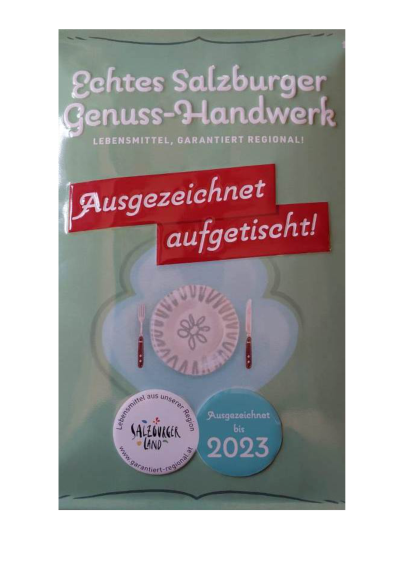 Echtes Salzburger
Genuss-Handwerk
LEBENSMITTEL, GARANTIERT REGIONAL!
Ausgezeichnet
aufgetischt!
Lebensmittel aus unserer Region
SALZBURGER
LAND
www.garantiert-regional.at
Ausgezeichnet
bis
2023